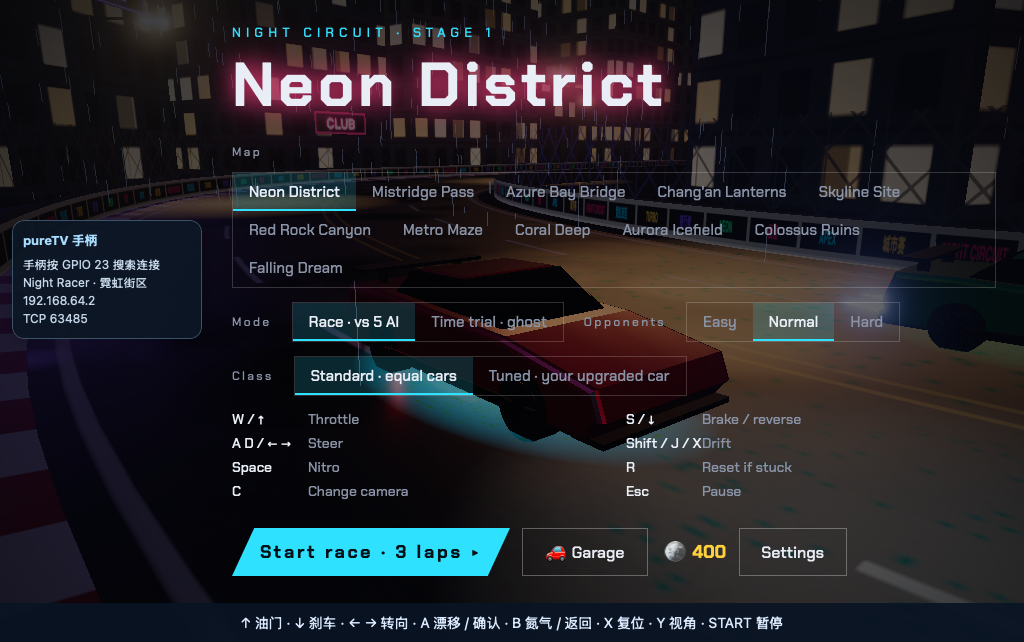 NIGHT CIRCUIT · STAGE 1
Neon District
CLUB
Map
Neon District Mistridge Pass Azure Bay Bridge Chang'an Lanterns Skyline Site
Red Rock Canyon Metro Maze Coral Deep Aurora Icefield Colossus Ruins
Falling Dream
APEX
城市赛
pureTV 手柄
手柄按 GPIO 23 搜索连接
Night Racer · 霓虹街区
192.168.64.2
TCP 63485
Mode Race · vs 5 AI Time trial · ghost Opponents Easy Normal Hard
Class Standard · equal cars Tuned · your upgraded car
W / ↑ Throttle S / ↓ Brake / reverse
A D / ← → Steer Shift / J / X Drift
Space Nitro R Reset if stuck
C Change camera Esc Pause
Start race · 3 laps ▸ Garage 400 Settings
↑ 油门 · ↓ 刹车 · ← → 转向 · A 漂移 / 确认 · B 氮气 / 返回 · X 复位 · Y 视角 · START 暂停